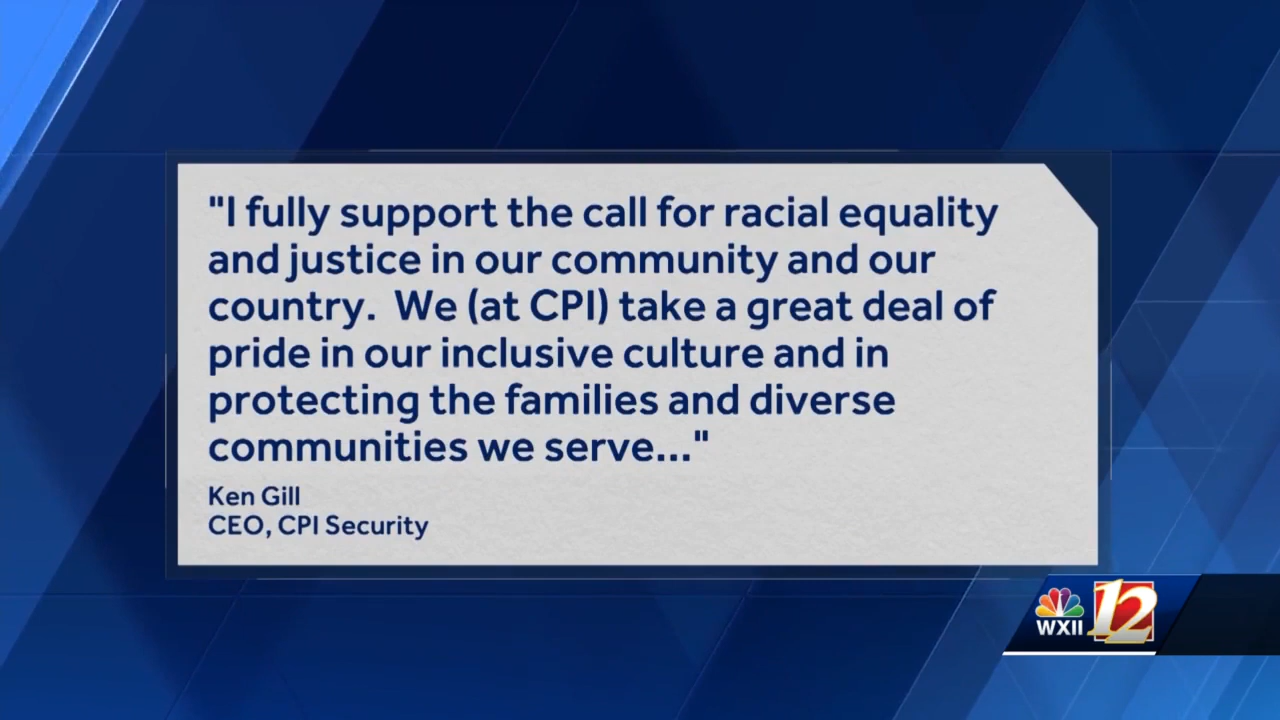 "I fully support the call for racial equality
and justice in our community and our
country.  We (at CPI) take a great deal of
pride in our inclusive culture and in
protecting the families and diverse
communities we serve..."
Ken Gill
CEO, CPI Security
WXII 12